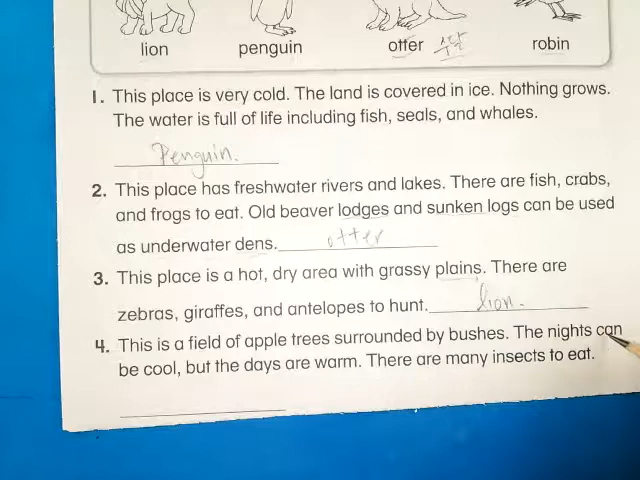 lion penguin otter 수달 robin
1. This place is very cold. The land is covered in ice. Nothing grows.
The water is full of life including fish, seals, and whales.
Penguin.
2. This place has freshwater rivers and lakes. There are fish, crabs,
and frogs to eat. Old beaver lodges and sunken logs can be used
as underwater dens. otter
3. This place is a hot, dry area with grassy plains. There are
zebras, giraffes, and antelopes to hunt. lion.
4. This is a field of apple trees surrounded by bushes. The nights can
be cool, but the days are warm. There are many insects to eat.